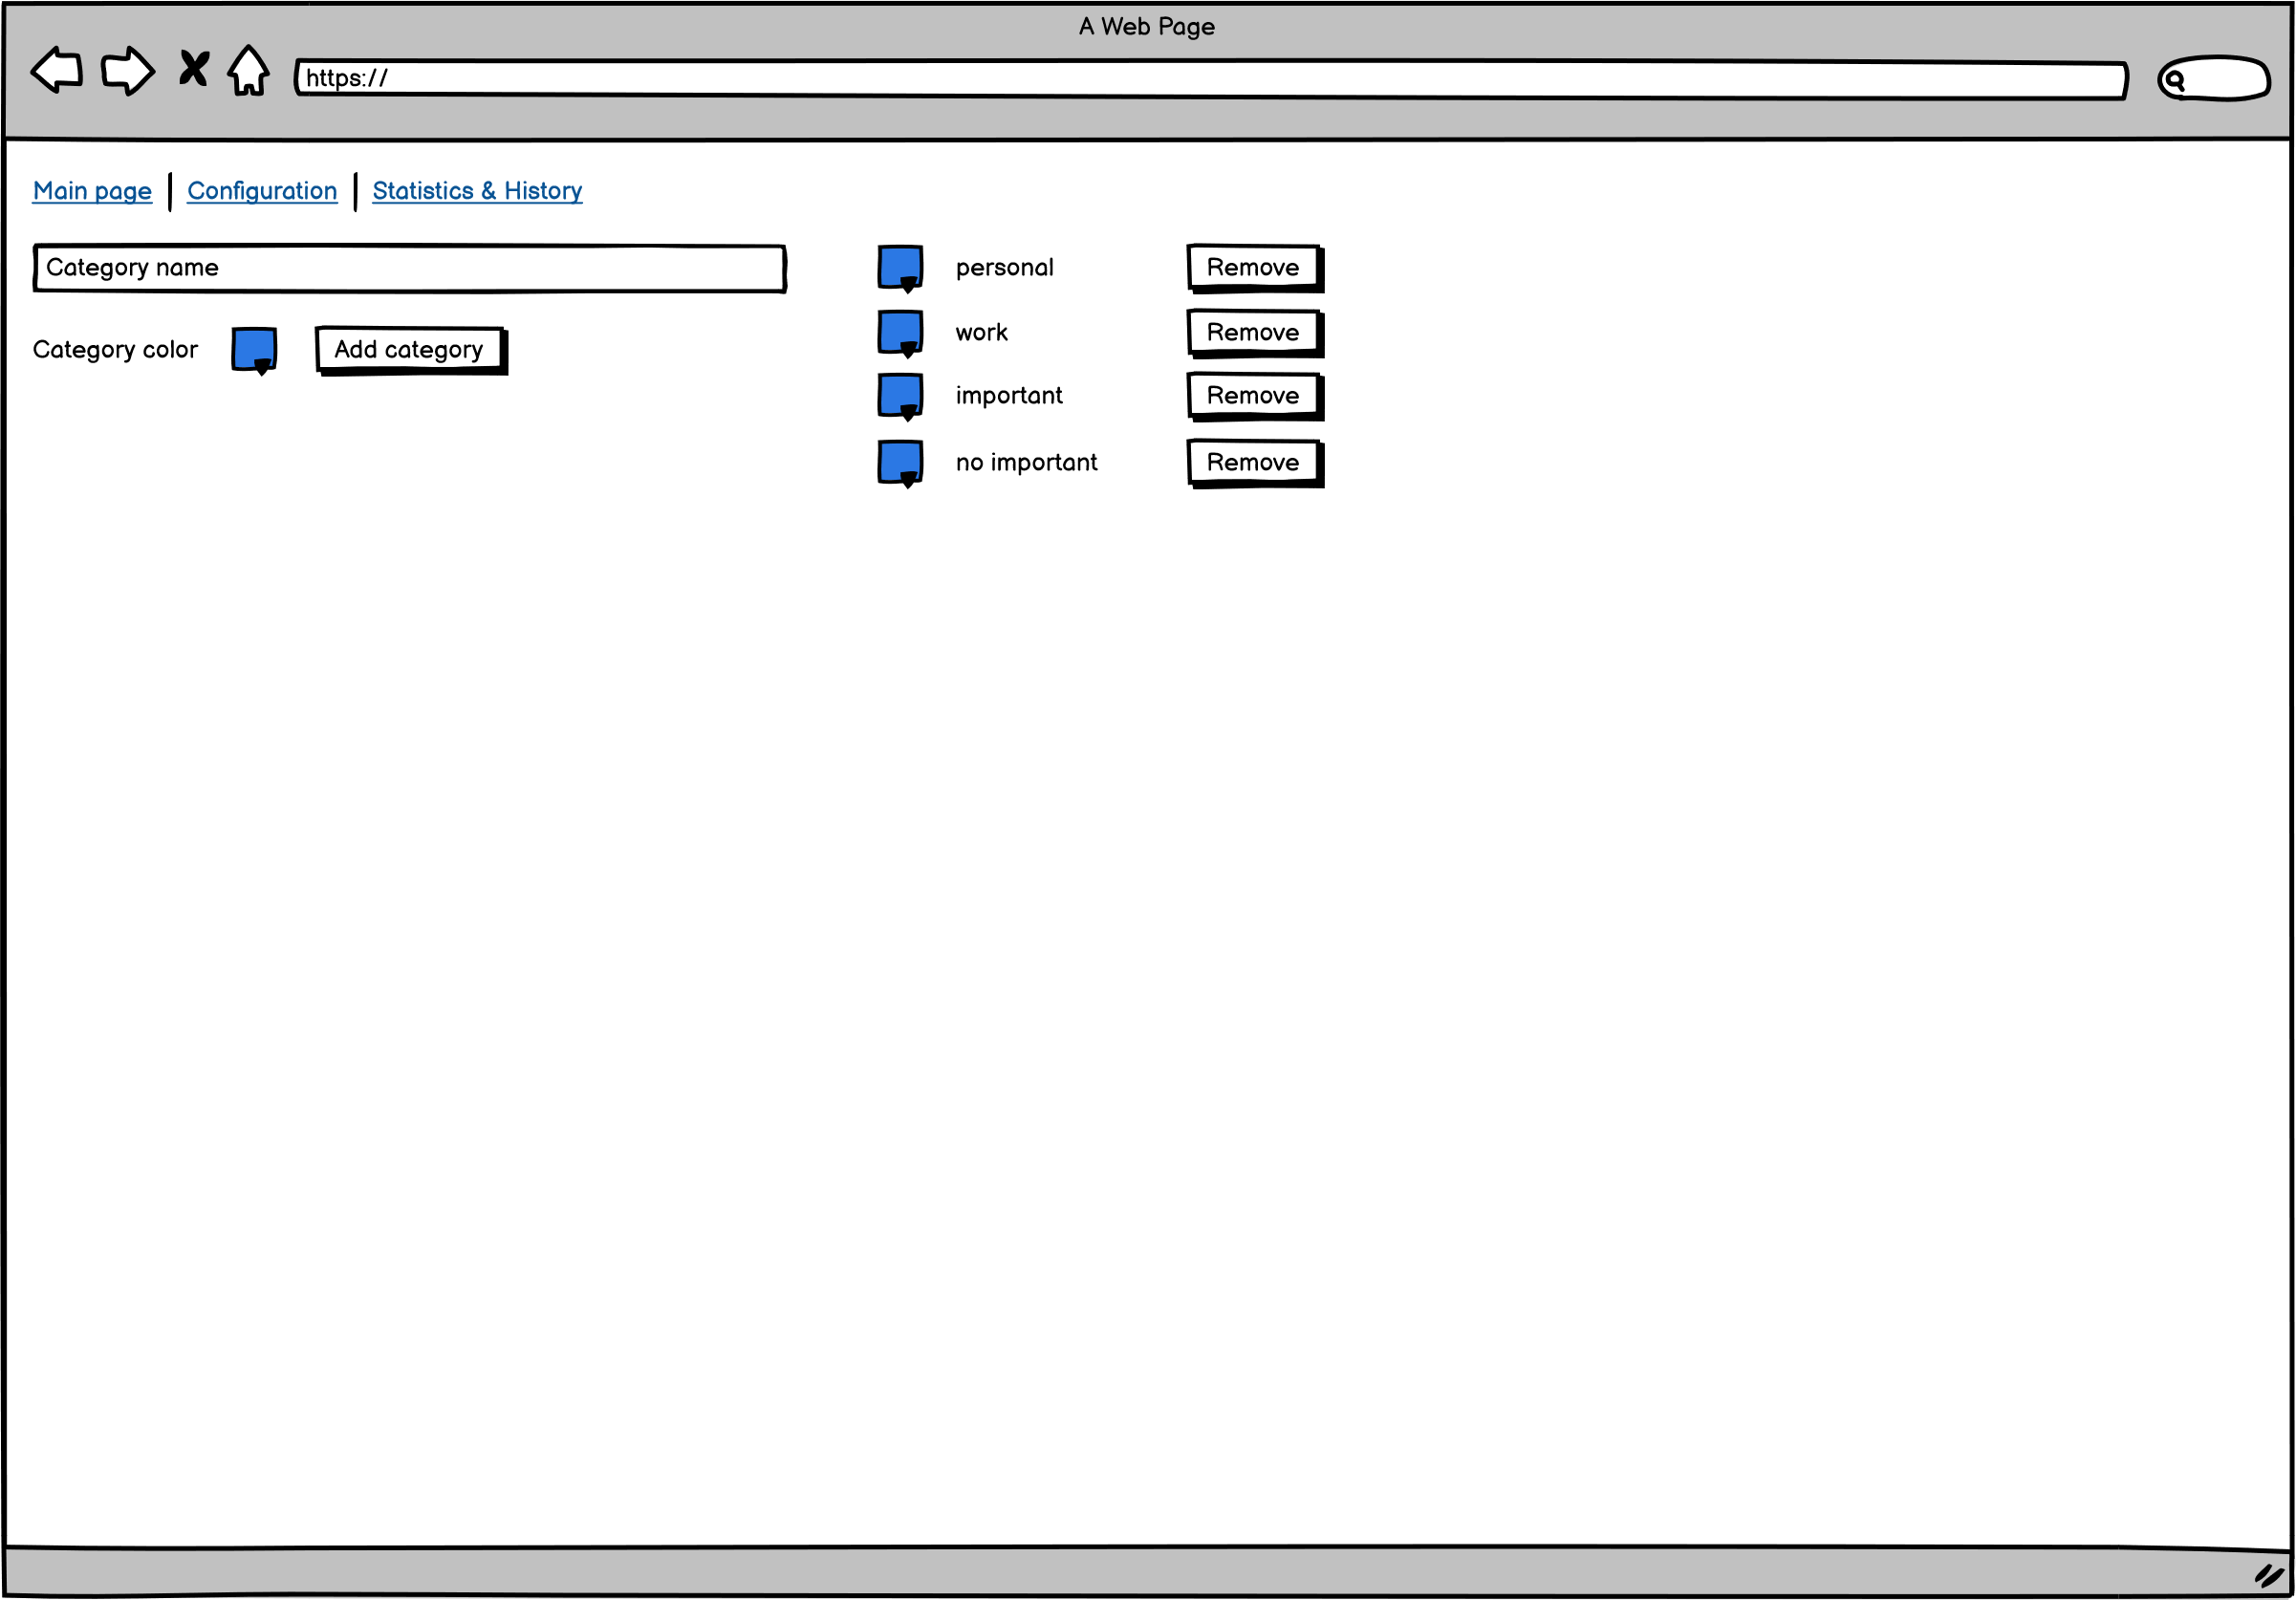 A Web Page
https://
Main page Configuration Statistics & History
Category name
Category color Add category
personal Remove
work Remove
important Remove
no important Remove